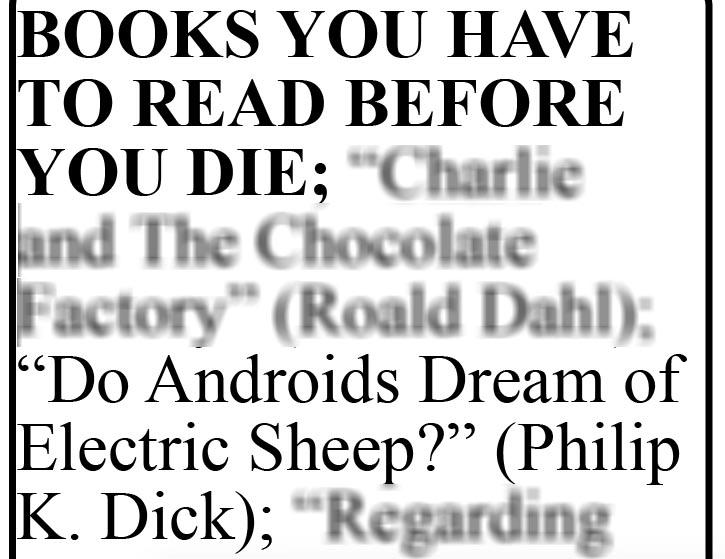 BOOKS YOU HAVE
TO READ BEFORE
YOU DIE; “Charlie
and The Chocolate
Factory” (Roald Dahl);
“Do Androids Dream of
Electric Sheep?” (Philip
K. Dick); “Regarding